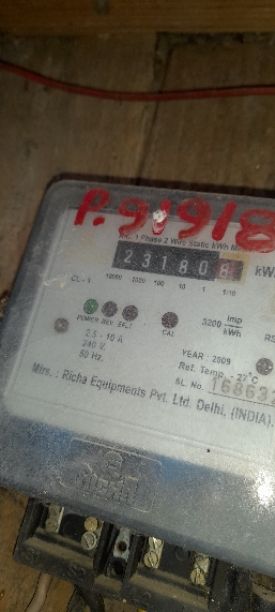 P.91918
A.C. 1 Phase 2 Wire Static kWh M
231808 kW
CL - 1 10000 1000 100 10 1 1/10
POWER REV. E.F.L. CAL 3200 imp/kWh
2.5 - 10 A
240 V.
50 Hz.
YEAR : 2009
Ref. Temp. - 27°C
SL. No. 168632
Mfrs. : Richa Equipments Pvt. Ltd. Delhi, (INDIA)